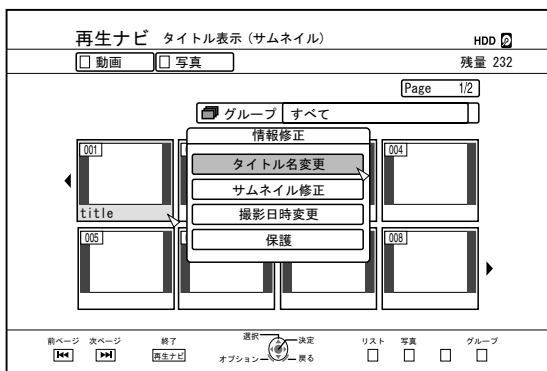 再生ナビ タイトル表示（サムネイル） HDD
動画 写真 残量 232
Page 1/2
グループ すべて
情報修正
001 004
タイトル名変更
サムネイル修正
title
撮影日時変更
005 008
保護
前ページ 次ページ 終了 選択 決定 リスト 写真 グループ
再生ナビ オプション 戻る